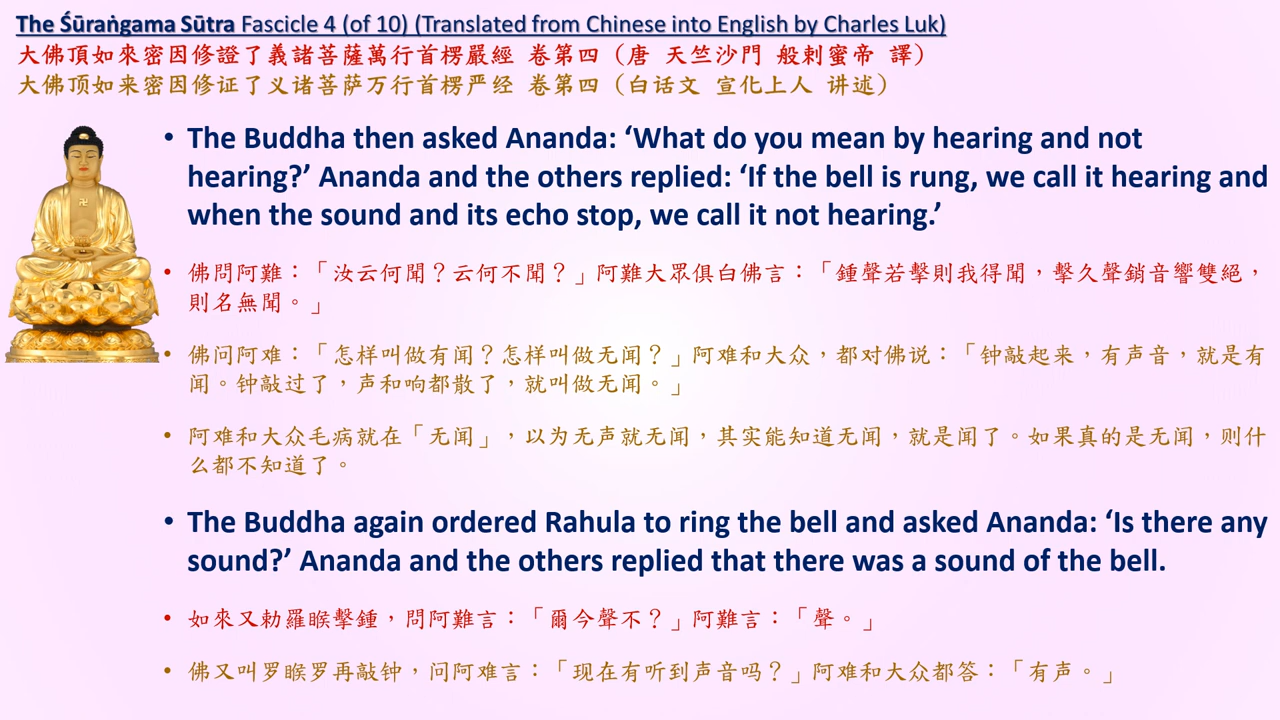 The Śūraṅgama Sūtra Fascicle 4 (of 10) (Translated from Chinese into English by Charles Luk)
大佛頂如來密因修證了義諸菩薩萬行首楞嚴經 卷第四 (唐 天竺沙門 般剌蜜帝 譯)
大佛顶如来密因修证了义诸菩萨万行首楞严经 卷第四 (白话文 宣化上人 讲述)
• The Buddha then asked Ananda: ‘What do you mean by hearing and not
hearing?’ Ananda and the others replied: ‘If the bell is rung, we call it hearing and
when the sound and its echo stop, we call it not hearing.’
• 佛問阿難：「汝云何聞？云何不聞？」阿難大眾俱白佛言：「鍾聲若擊則我得聞，擊久聲銷音響雙絕，
則名無聞。」
• 佛问阿难：「怎样叫做有闻？怎样叫做无闻？」阿难和大众，都对佛说：「钟敲起来，有声音，就是有
闻。钟敲过了，声和响都散了，就叫做无闻。」
• 阿难和大众毛病就在「无闻」，以为无声就无闻，其实能知道无闻，就是闻了。如果真的是无闻，则什
么都不知道了。
• The Buddha again ordered Rahula to ring the bell and asked Ananda: ‘Is there any
sound?’ Ananda and the others replied that there was a sound of the bell.
• 如來又勅羅睺擊鍾，問阿難言：「爾今聲不？」阿難言：「聲。」
• 佛又叫罗睺罗再敲钟，问阿难言：「现在有听到声音吗？」阿难和大众都答：「有声。」